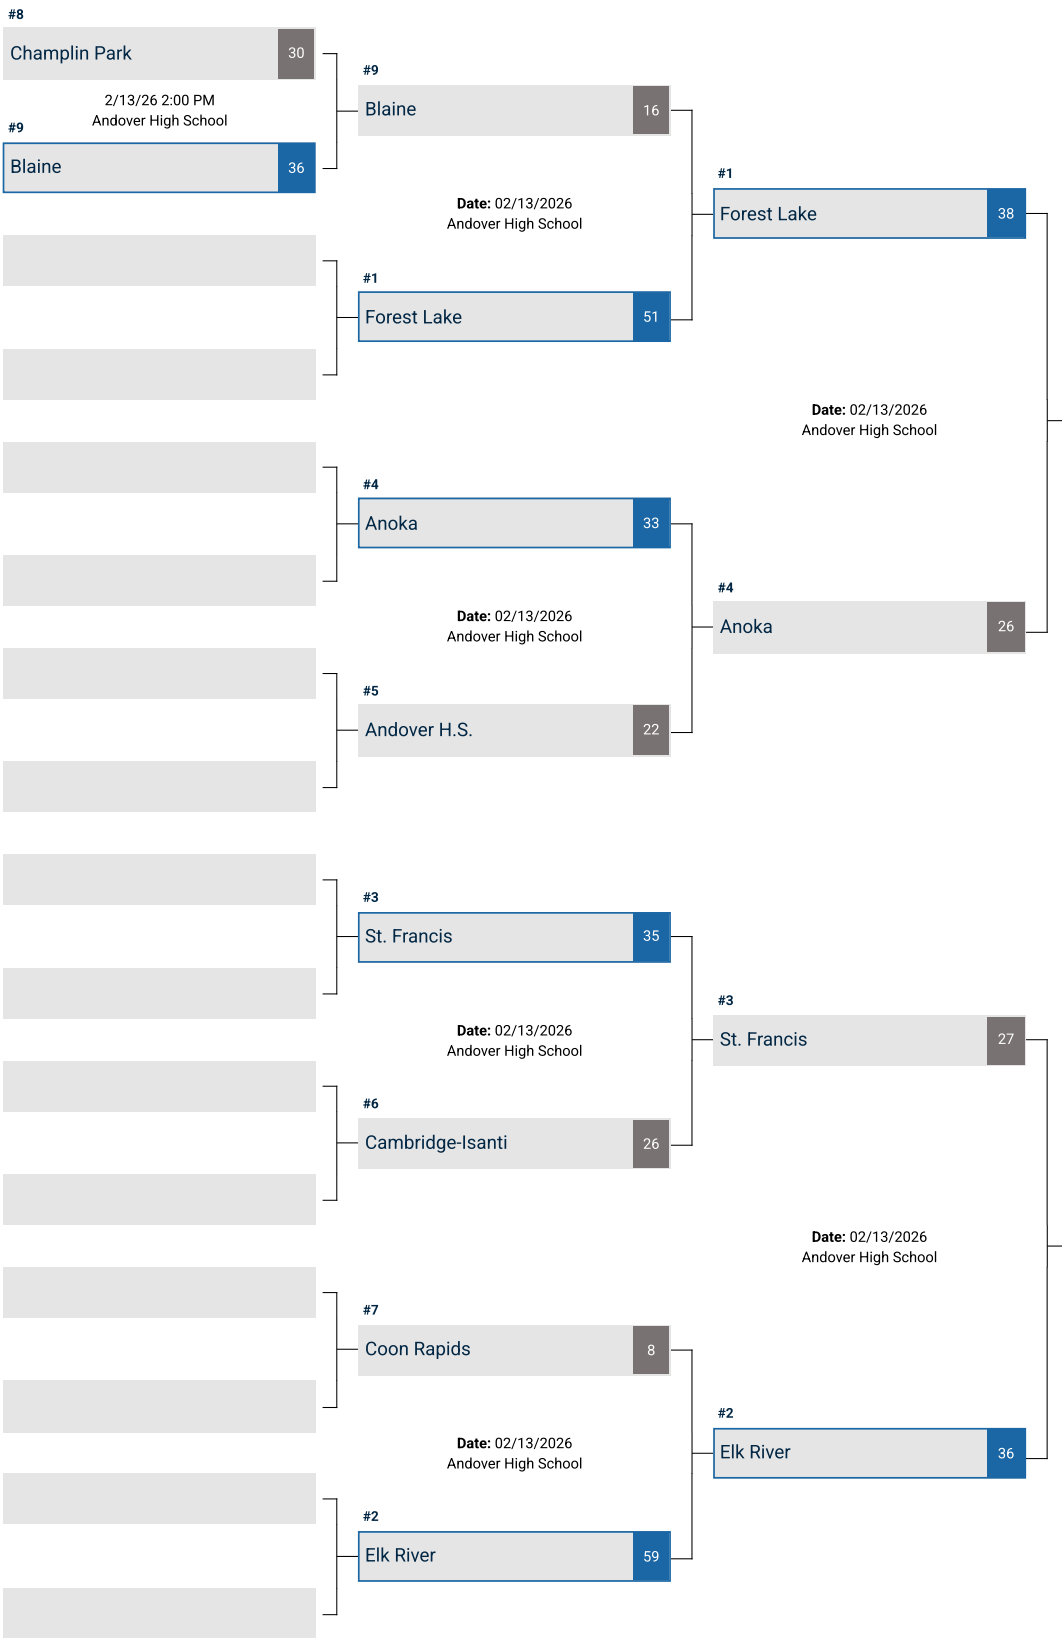 #8
Champlin Park 30
2/13/26 2:00 PM
Andover High School
#9
Blaine 36
#9
Blaine 16
Date: 02/13/2026
Andover High School
#1
Forest Lake 51
#4
Anoka 33
Date: 02/13/2026
Andover High School
#5
Andover H.S. 22
#3
St. Francis 35
Date: 02/13/2026
Andover High School
#6
Cambridge-Isanti 26
#7
Coon Rapids 8
Date: 02/13/2026
Andover High School
#2
Elk River 59
#1
Forest Lake 38
Date: 02/13/2026
Andover High School
#4
Anoka 26
#3
St. Francis 27
Date: 02/13/2026
Andover High School
#2
Elk River 36